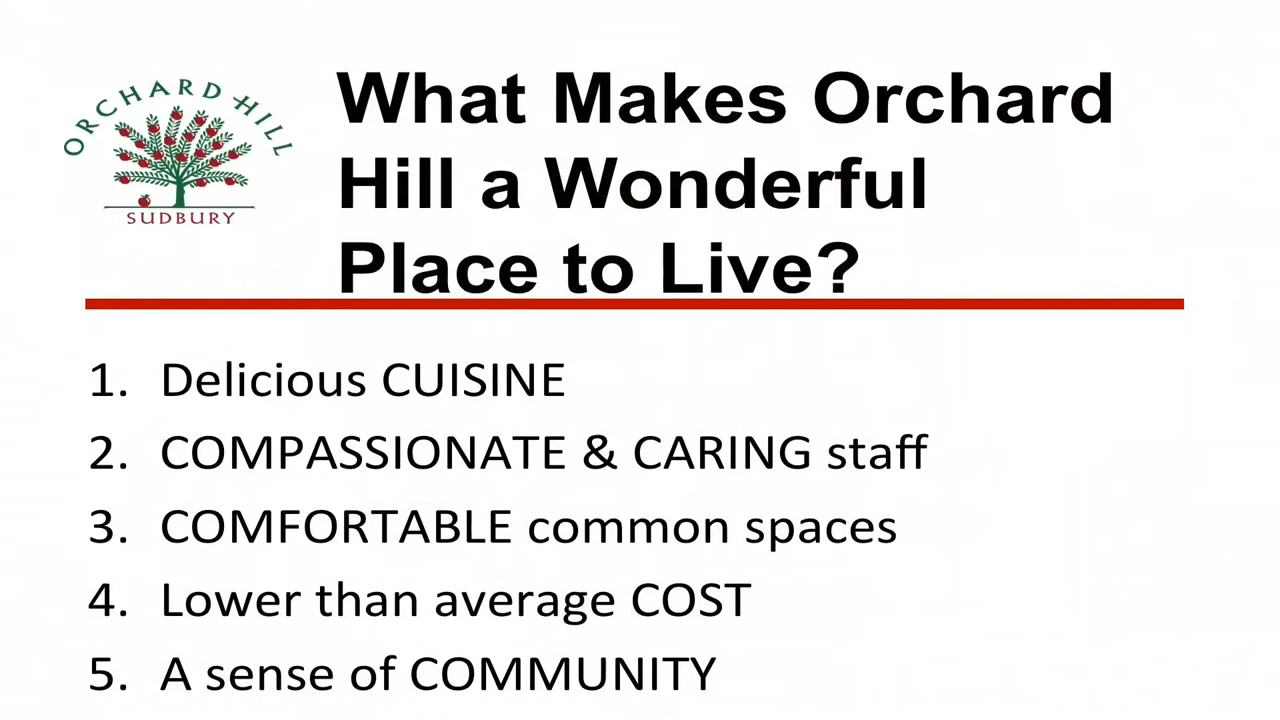 ORCHARD HILL
SUDBURY
What Makes Orchard
Hill a Wonderful
Place to Live?
1. Delicious CUISINE
2. COMPASSIONATE & CARING staff
3. COMFORTABLE common spaces
4. Lower than average COST
5. A sense of COMMUNITY